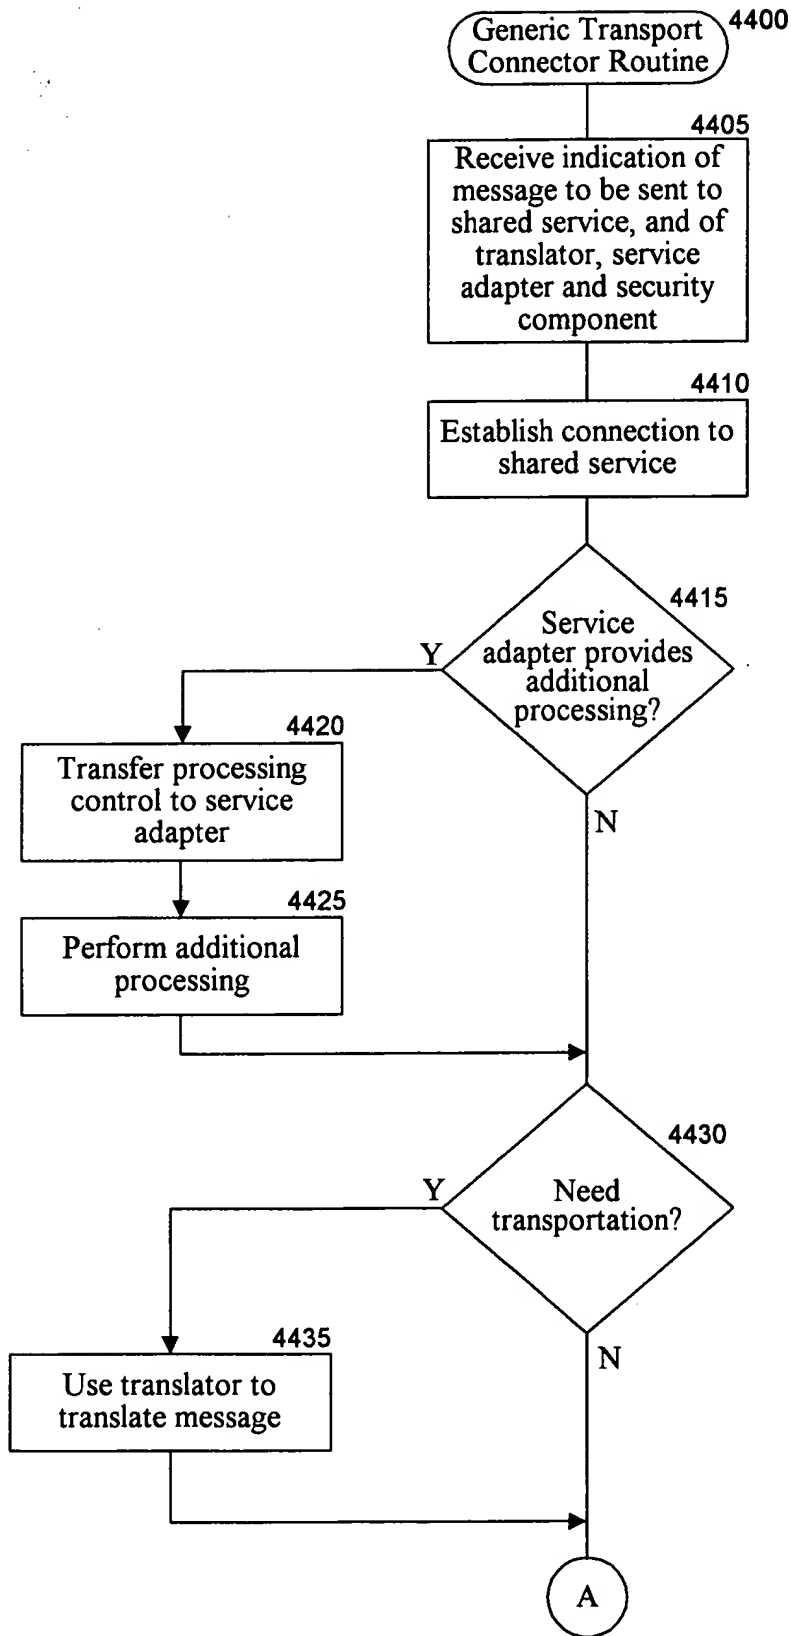 Generic Transport
Connector Routine
4400
4405
Receive indication of
message to be sent to
shared service, and of
translator, service
adapter and security
component
4410
Establish connection to
shared service
4415
Service
adapter provides
additional
processing?
Y
N
4420
Transfer processing
control to service
adapter
4425
Perform additional
processing
4430
Need
transportation?
Y
N
4435
Use translator to
translate message
A